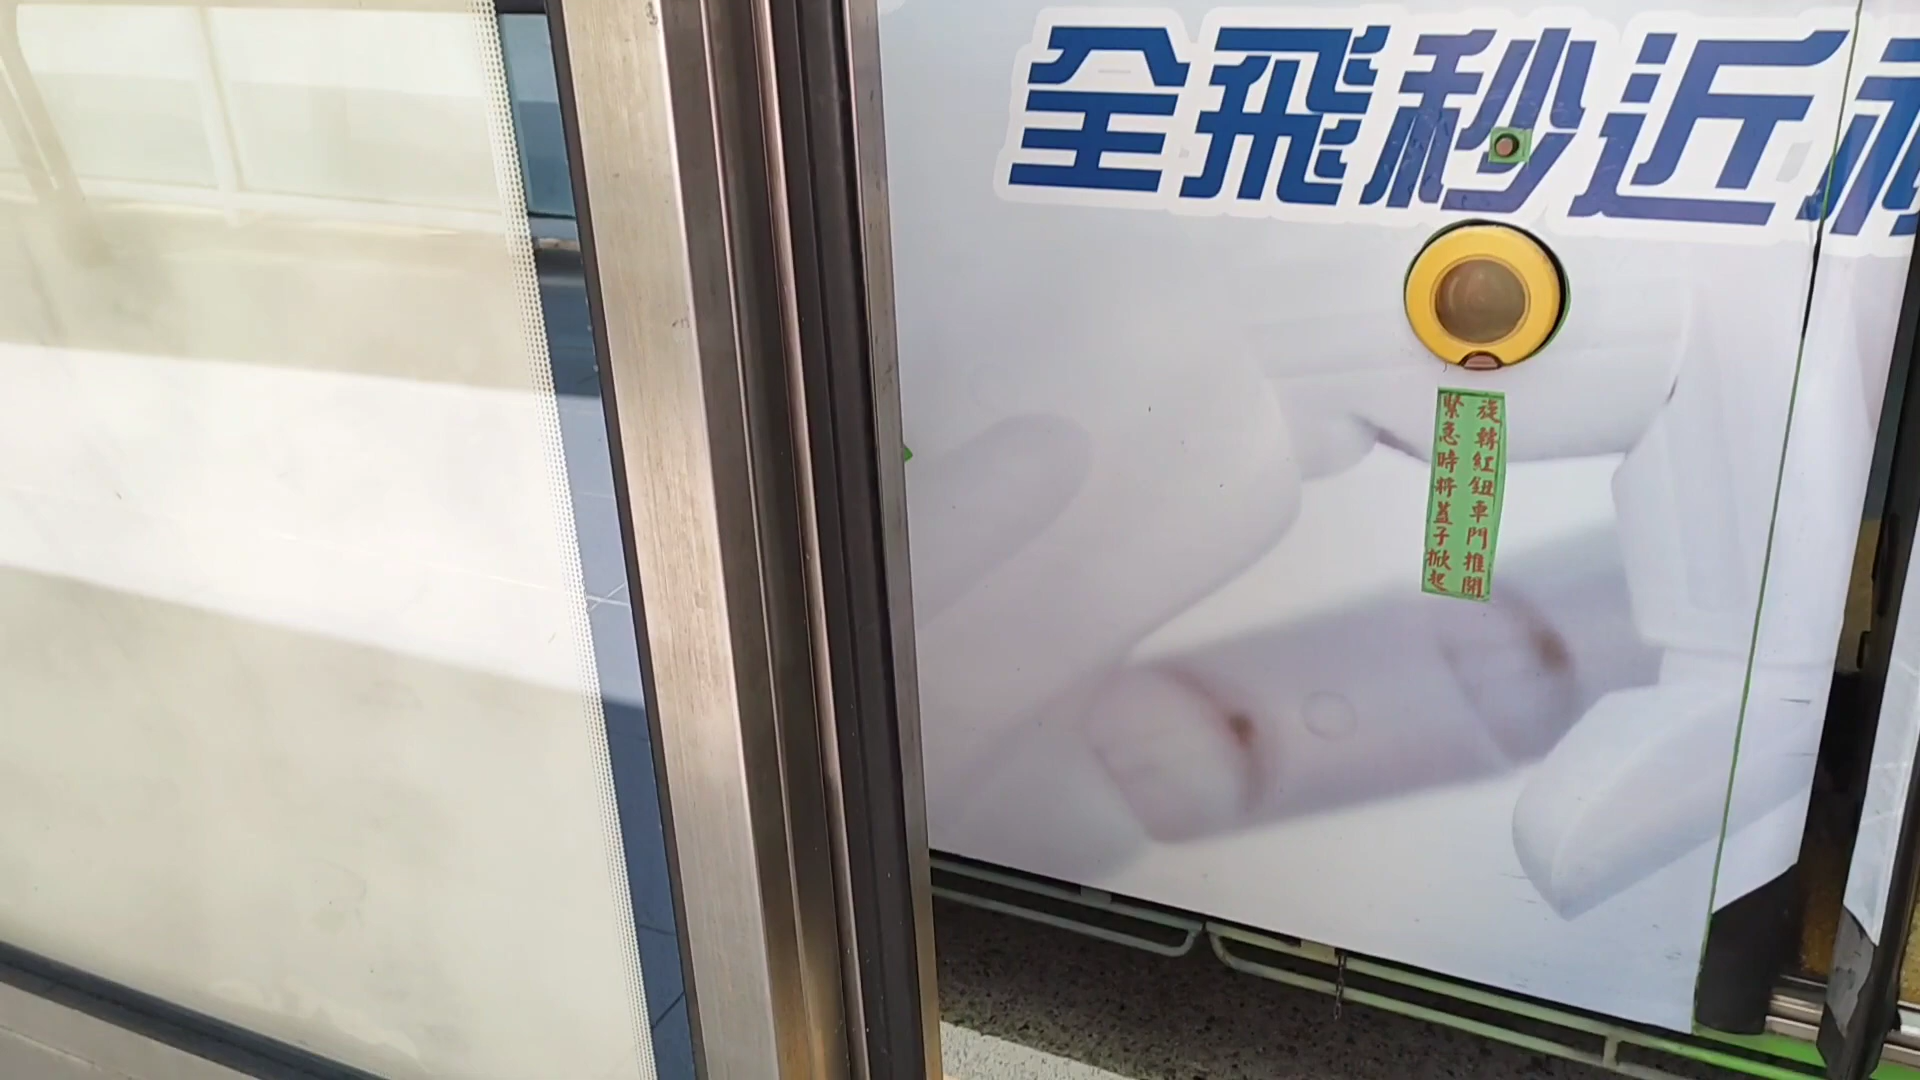 全飛秒近視
緊急時將蓋子掀起
旋轉紅鈕車門推開